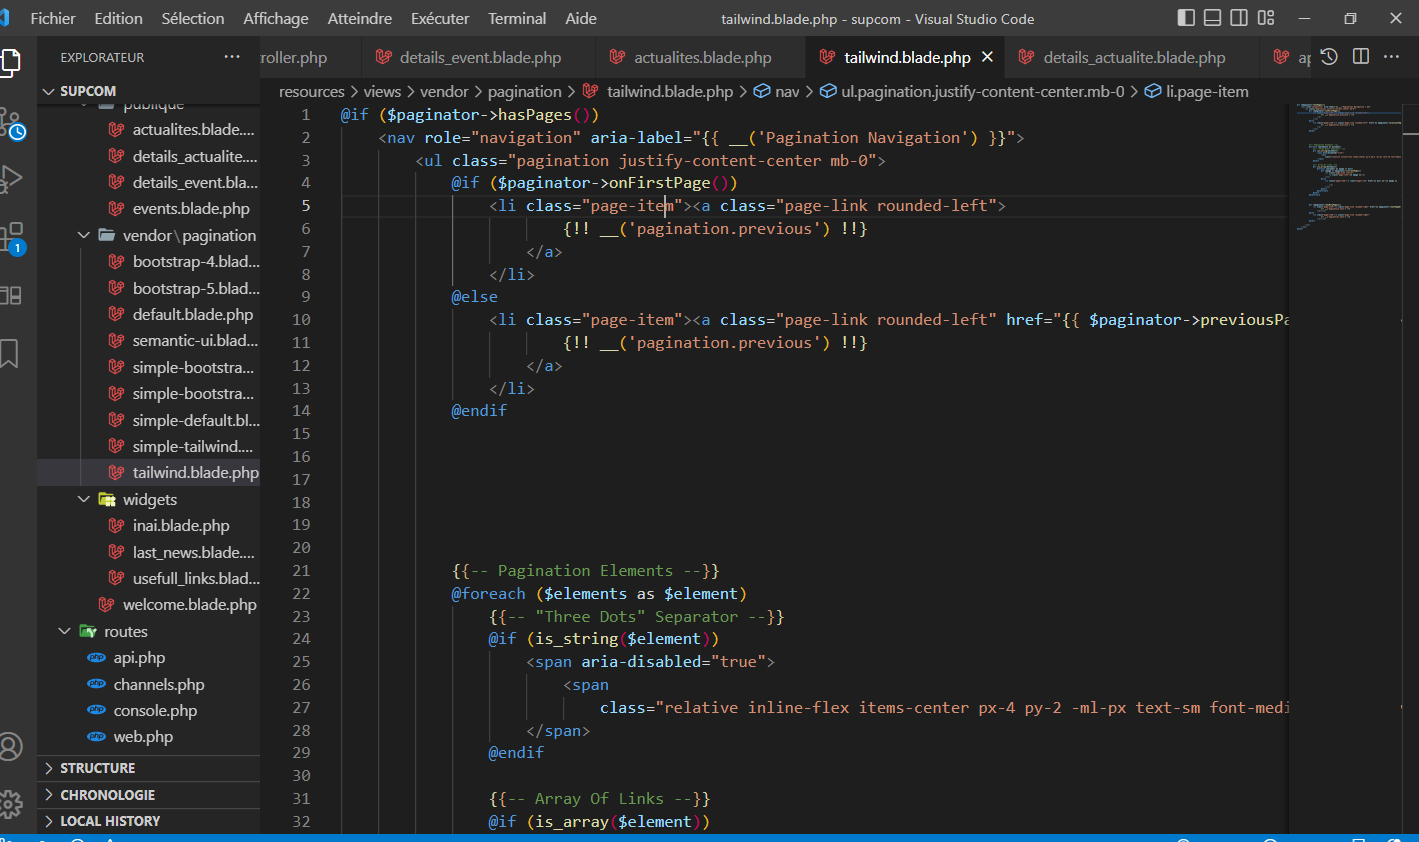 Fichier Edition Sélection Affichage Atteindre Exécuter Terminal Aide
tailwind.blade.php - supcom - Visual Studio Code
EXPLORATEUR ···
roller.php details_event.blade.php actualites.blade.php tailwind.blade.php details_actualite.blade.php ap
SUPCOM
resources > views > vendor > pagination > tailwind.blade.php > nav > ul.pagination.justify-content-center.mb-0 > li.page-item
publique
actualites.blade....
details_actualite....
details_event.bla...
events.blade.php
vendor\pagination
bootstrap-4.blad...
bootstrap-5.blad...
default.blade.php
semantic-ui.blad...
simple-bootstra...
simple-bootstra...
simple-default.bl...
simple-tailwind....
tailwind.blade.php
widgets
inai.blade.php
last_news.blade....
usefull_links.blad...
welcome.blade.php
routes
php api.php
php channels.php
php console.php
php web.php
STRUCTURE
CHRONOLOGIE
LOCAL HISTORY
1
1 @if ($paginator->hasPages())
2 <nav role="navigation" aria-label="{{ __('Pagination Navigation') }}">
3 <ul class="pagination justify-content-center mb-0">
4 @if ($paginator->onFirstPage())
5 <li class="page-item"><a class="page-link rounded-left">
6 {!! __('pagination.previous') !!}
7 </a>
8 </li>
9 @else
10 <li class="page-item"><a class="page-link rounded-left" href="{{ $paginator->previousPa
11 {!! __('pagination.previous') !!}
12 </a>
13 </li>
14 @endif
15
16
17
18
19
20
21 {{-- Pagination Elements --}}
22 @foreach ($elements as $element)
23 {{-- "Three Dots" Separator --}}
24 @if (is_string($element))
25 <span aria-disabled="true">
26 <span
27 class="relative inline-flex items-center px-4 py-2 -ml-px text-sm font-medi
28 </span>
29 @endif
30
31 {{-- Array Of Links --}}
32 @if (is_array($element))